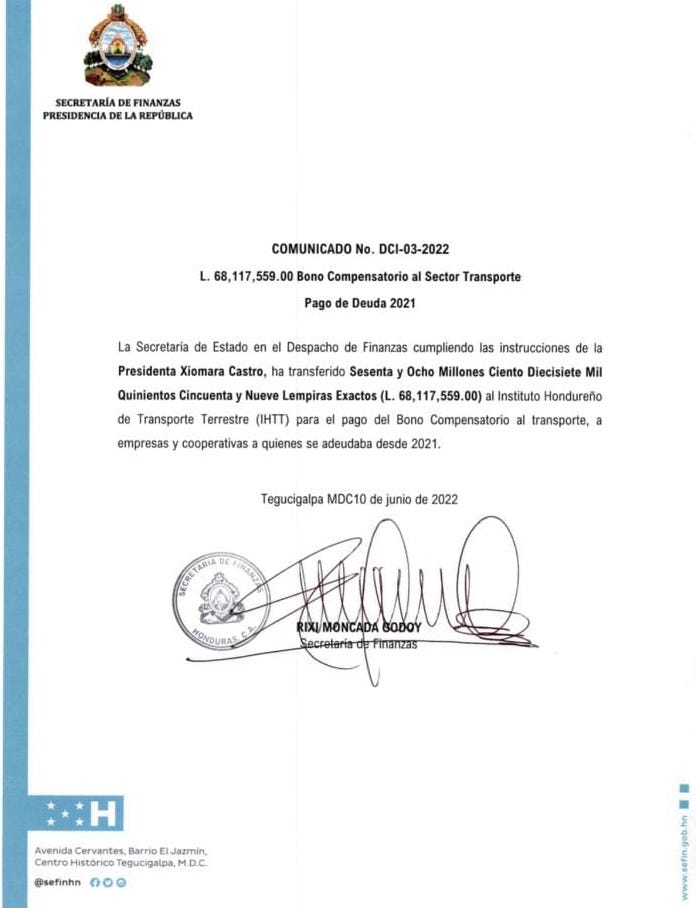 SECRETARÍA DE FINANZAS
PRESIDENCIA DE LA REPÚBLICA
COMUNICADO No. DCI-03-2022
L. 68,117,559.00 Bono Compensatorio al Sector Transporte
Pago de Deuda 2021
La Secretaría de Estado en el Despacho de Finanzas cumpliendo las instrucciones de la
Presidenta Xiomara Castro, ha transferido Sesenta y Ocho Millones Ciento Diecisiete Mil
Quinientos Cincuenta y Nueve Lempiras Exactos (L. 68,117,559.00) al Instituto Hondureño
de Transporte Terrestre (IHTT) para el pago del Bono Compensatorio al transporte, a
empresas y cooperativas a quienes se adeudaba desde 2021.
Tegucigalpa MDC10 de junio de 2022
SECRETARIA DE FINANZAS
HONDURAS, C.A.
RIXI MONCADA GODOY
Secretaría de Finanzas
H
Avenida Cervantes, Barrio El Jazmín,
Centro Histórico Tegucigalpa, M.D.C.
@sefinhn
www.sefin.gob.hn